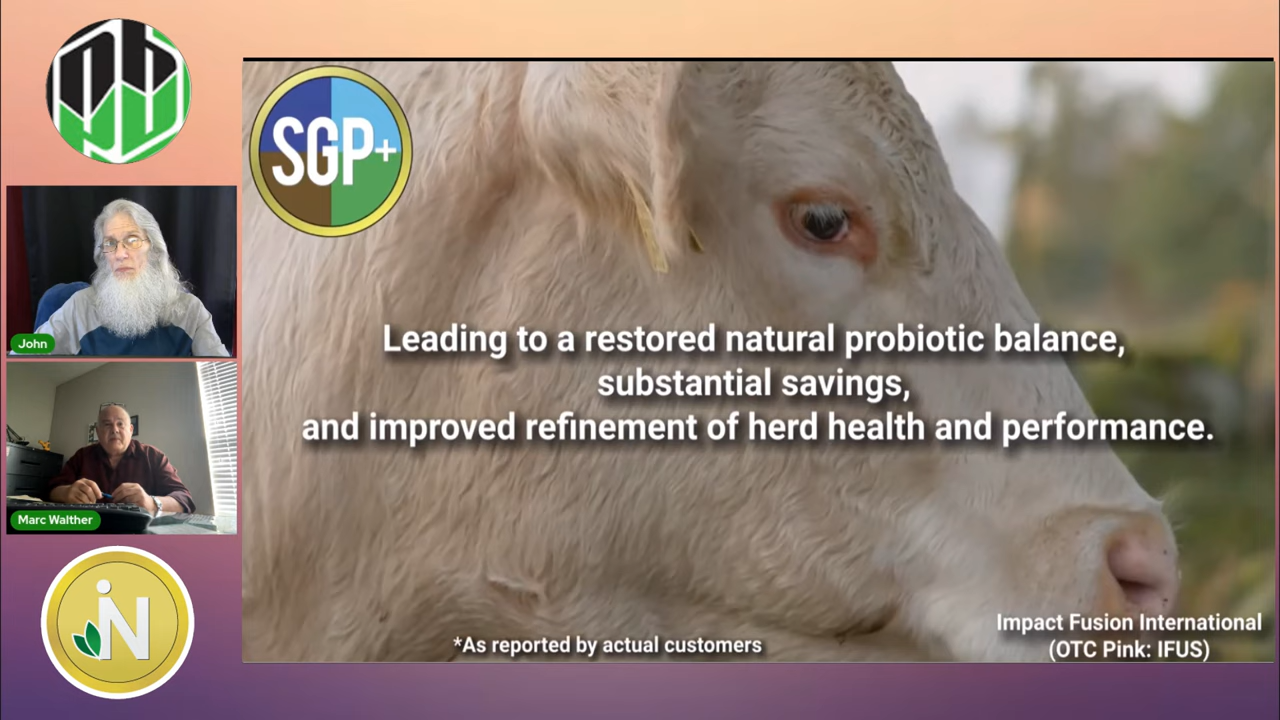 SGP+
John
Marc Walther
iN
Leading to a restored natural probiotic balance,
substantial savings,
and improved refinement of herd health and performance.
*As reported by actual customers
Impact Fusion International
(OTC Pink: IFUS)